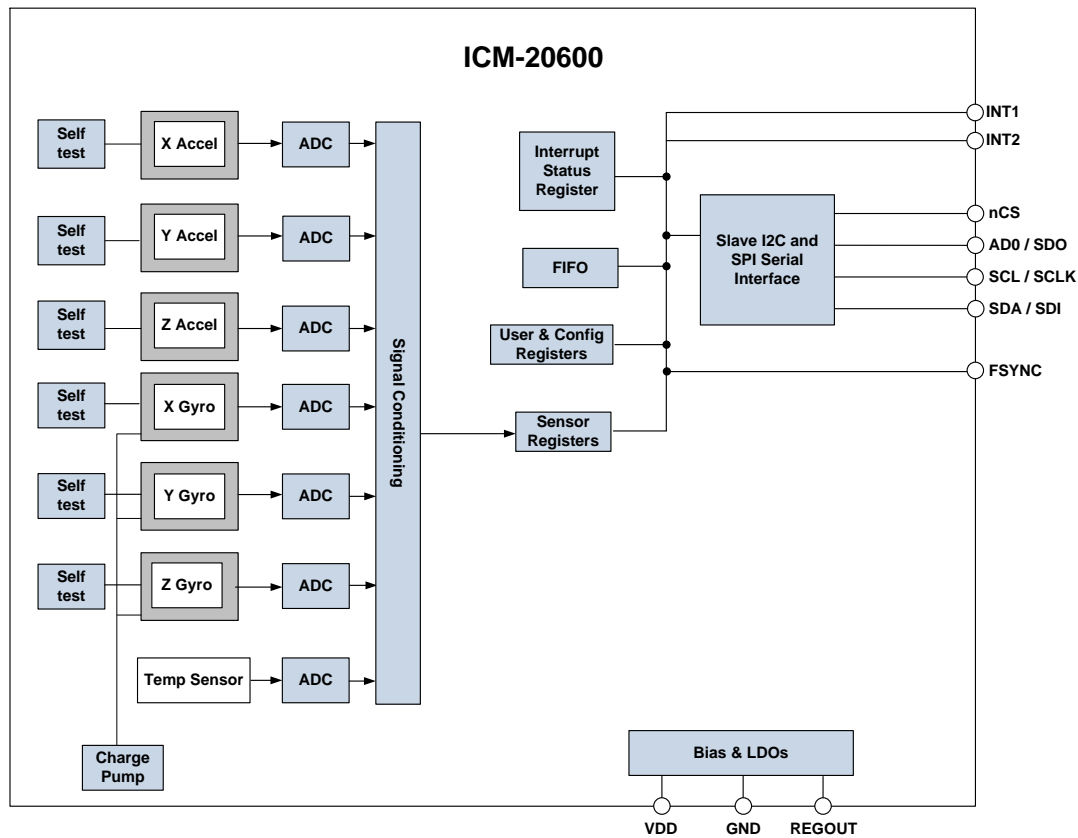 ICM-20600
Self
test
X Accel
ADC
Self
test
Y Accel
ADC
Self
test
Z Accel
ADC
Self
test
X Gyro
ADC
Self
test
Y Gyro
ADC
Self
test
Z Gyro
ADC
Temp Sensor
ADC
Charge
Pump
Signal Conditioning
Interrupt
Status
Register
FIFO
User & Config
Registers
Sensor
Registers
Slave I2C and
SPI Serial
Interface
INT1
INT2
nCS
AD0 / SDO
SCL / SCLK
SDA / SDI
FSYNC
Bias & LDOs
VDD
GND
REGOUT